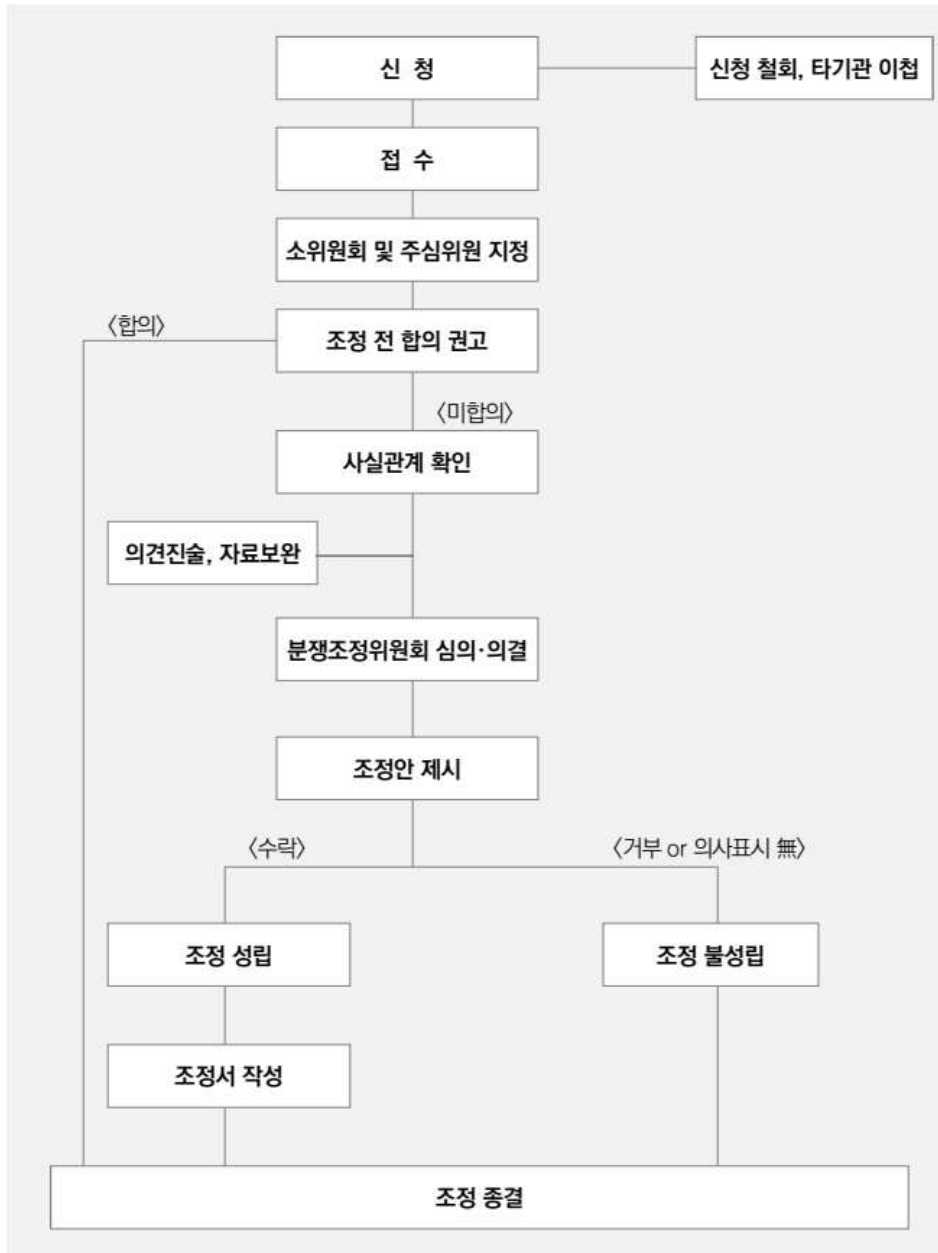 신 청
신청 철회, 타기관 이첩
접 수
소위원회 및 주심위원 지정
〈합의〉
조정 전 합의 권고
〈미합의〉
사실관계 확인
의견진술, 자료보완
분쟁조정위원회 심의·의결
조정안 제시
〈수락〉
〈거부 or 의사표시 無〉
조정 성립
조정 불성립
조정서 작성
조정 종결